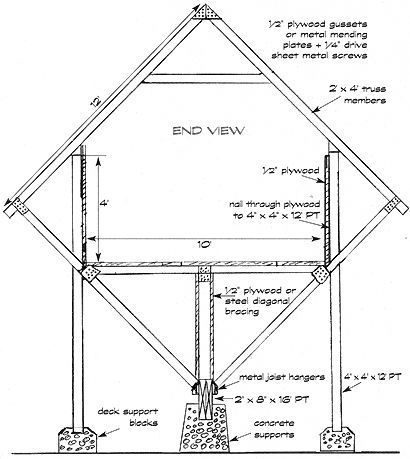 1/2" plywood gussets
or metal mending
plates + 1/4" drive
sheet metal screws
2' x 4' truss
members
12'
END VIEW
1/2" plywood
4'
nail through plywood
to 4" x 4" x 12' PT
10'
1/2" plywood or
steel diagonal
bracing
metal joist hangers
4" x 4" x 12' PT
2" x 8" x 16' PT
deck support
blocks
concrete
supports